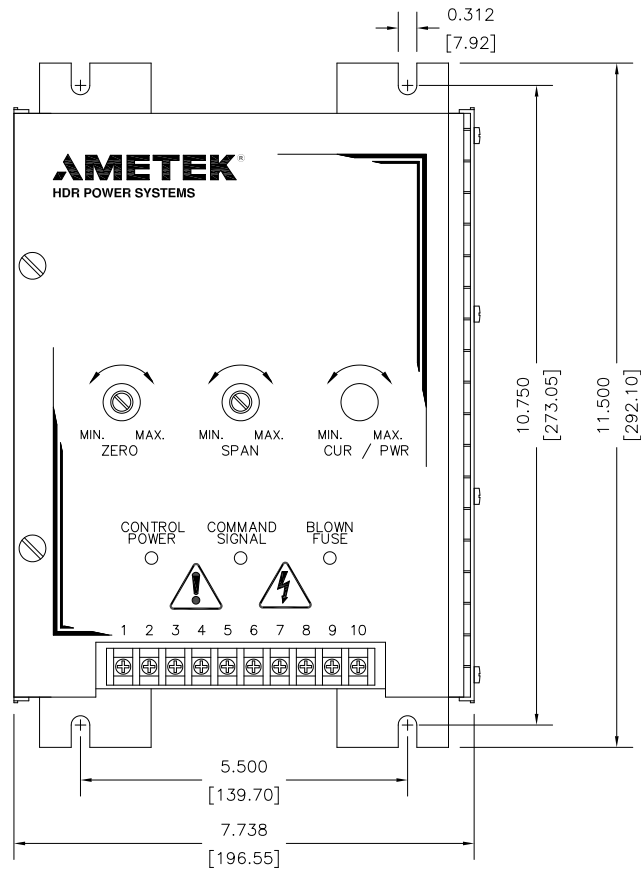 0.312
[7.92]
AMETEK®
HDR POWER SYSTEMS
10.750
[273.05]
11.500
[292.10]
MIN. MAX.
ZERO
MIN. MAX.
SPAN
MIN. MAX.
CUR / PWR
CONTROL
POWER
COMMAND
SIGNAL
BLOWN
FUSE
1 2 3 4 5 6 7 8 9 10
5.500
[139.70]
7.738
[196.55]